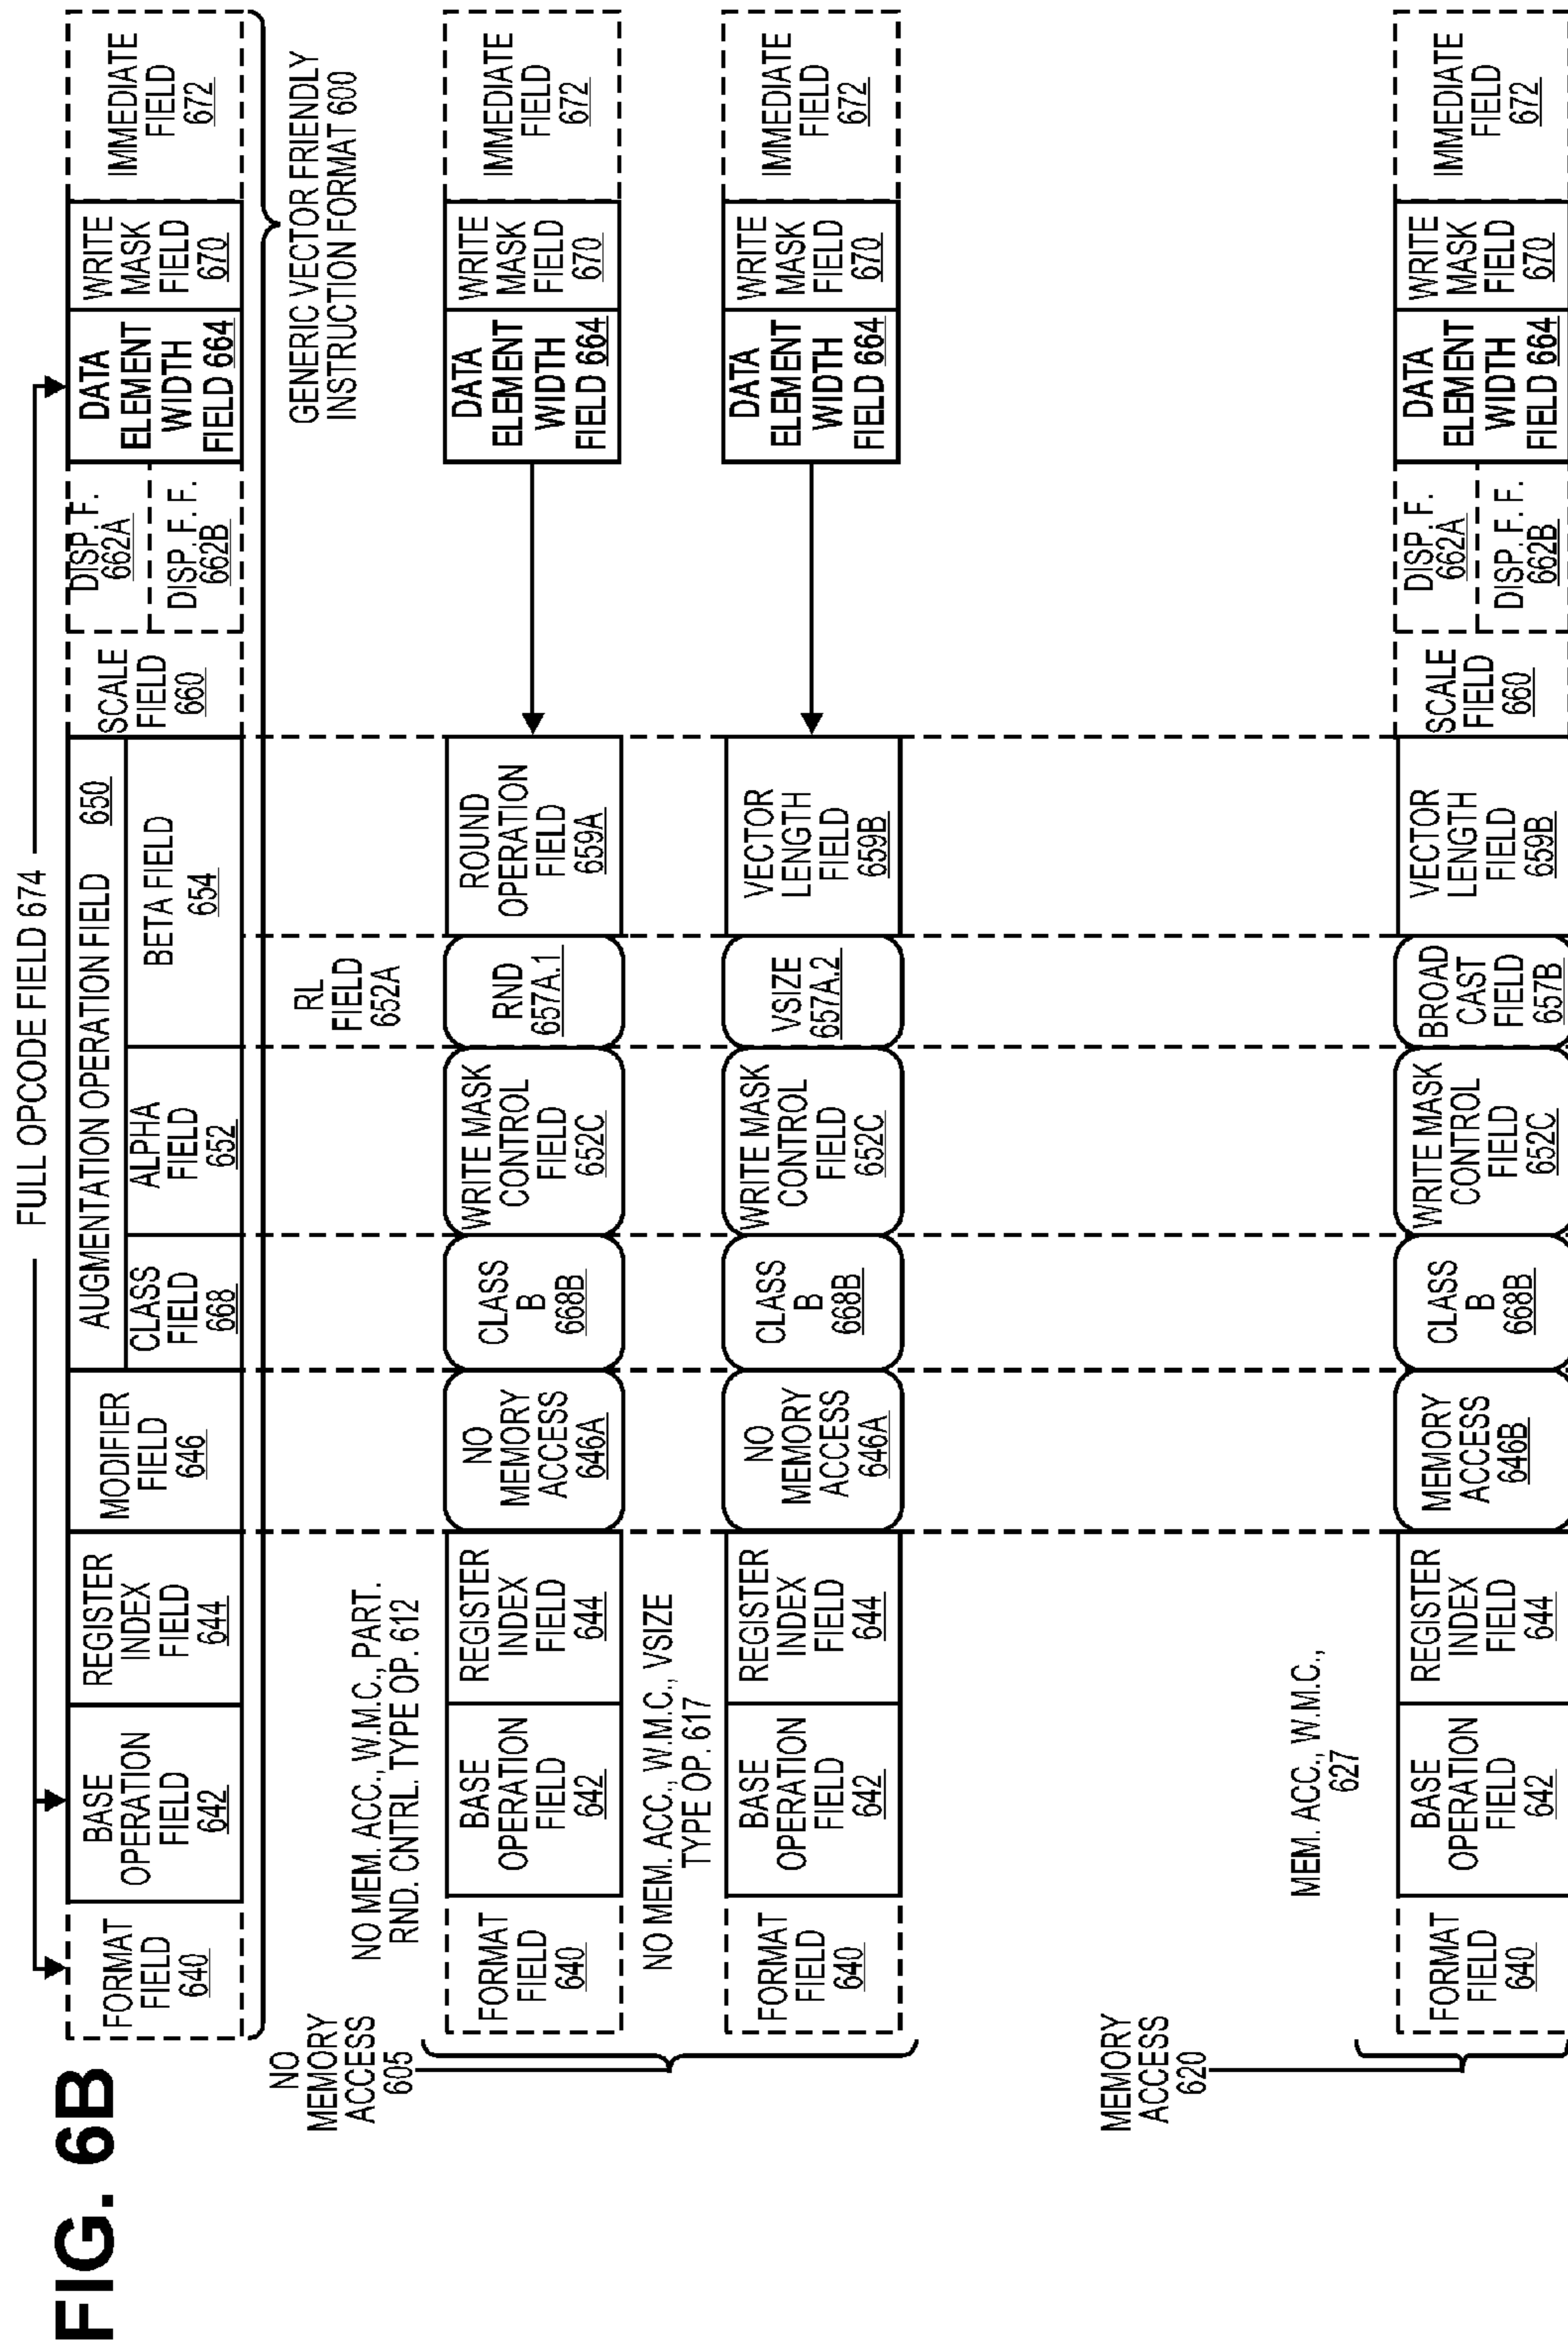 FIG. 6B
FULL OPCODE FIELD 674
FORMAT
FIELD
640
BASE
OPERATION
FIELD
642
REGISTER
INDEX
FIELD
644
MODIFIER
FIELD
646
AUGMENTATION OPERATION FIELD 650
CLASS
FIELD
668
ALPHA
FIELD
652
BETA FIELD
654
SCALE
FIELD
660
DISP. F.
662A
DISP. F. F.
662B
DATA
ELEMENT
WIDTH
FIELD 664
WRITE
MASK
FIELD
670
IMMEDIATE
FIELD
672
GENERIC VECTOR FRIENDLY
INSTRUCTION FORMAT 600
NO
MEMORY
ACCESS
605
NO MEM. ACC., W.M.C., PART.
RND. CNTRL. TYPE OP. 612
RL
FIELD
652A
FORMAT
FIELD
640
BASE
OPERATION
FIELD
642
REGISTER
INDEX
FIELD
644
NO
MEMORY
ACCESS
646A
CLASS
B
668B
WRITE MASK
CONTROL
FIELD
652C
RND
657A.1
ROUND
OPERATION
FIELD
659A
DATA
ELEMENT
WIDTH
FIELD 664
WRITE
MASK
FIELD
670
IMMEDIATE
FIELD
672
NO MEM. ACC., W.M.C., VSIZE
TYPE OP. 617
FORMAT
FIELD
640
BASE
OPERATION
FIELD
642
REGISTER
INDEX
FIELD
644
NO
MEMORY
ACCESS
646A
CLASS
B
668B
WRITE MASK
CONTROL
FIELD
652C
VSIZE
657A.2
VECTOR
LENGTH
FIELD
659B
DATA
ELEMENT
WIDTH
FIELD 664
WRITE
MASK
FIELD
670
IMMEDIATE
FIELD
672
MEMORY
ACCESS
620
MEM. ACC., W.M.C.,
627
FORMAT
FIELD
640
BASE
OPERATION
FIELD
642
REGISTER
INDEX
FIELD
644
MEMORY
ACCESS
646B
CLASS
B
668B
WRITE MASK
CONTROL
FIELD
652C
BROAD
CAST
FIELD
657B
VECTOR
LENGTH
FIELD
659B
SCALE
FIELD
660
DISP. F.
662A
DISP. F. F.
662B
DATA
ELEMENT
WIDTH
FIELD 664
WRITE
MASK
FIELD
670
IMMEDIATE
FIELD
672